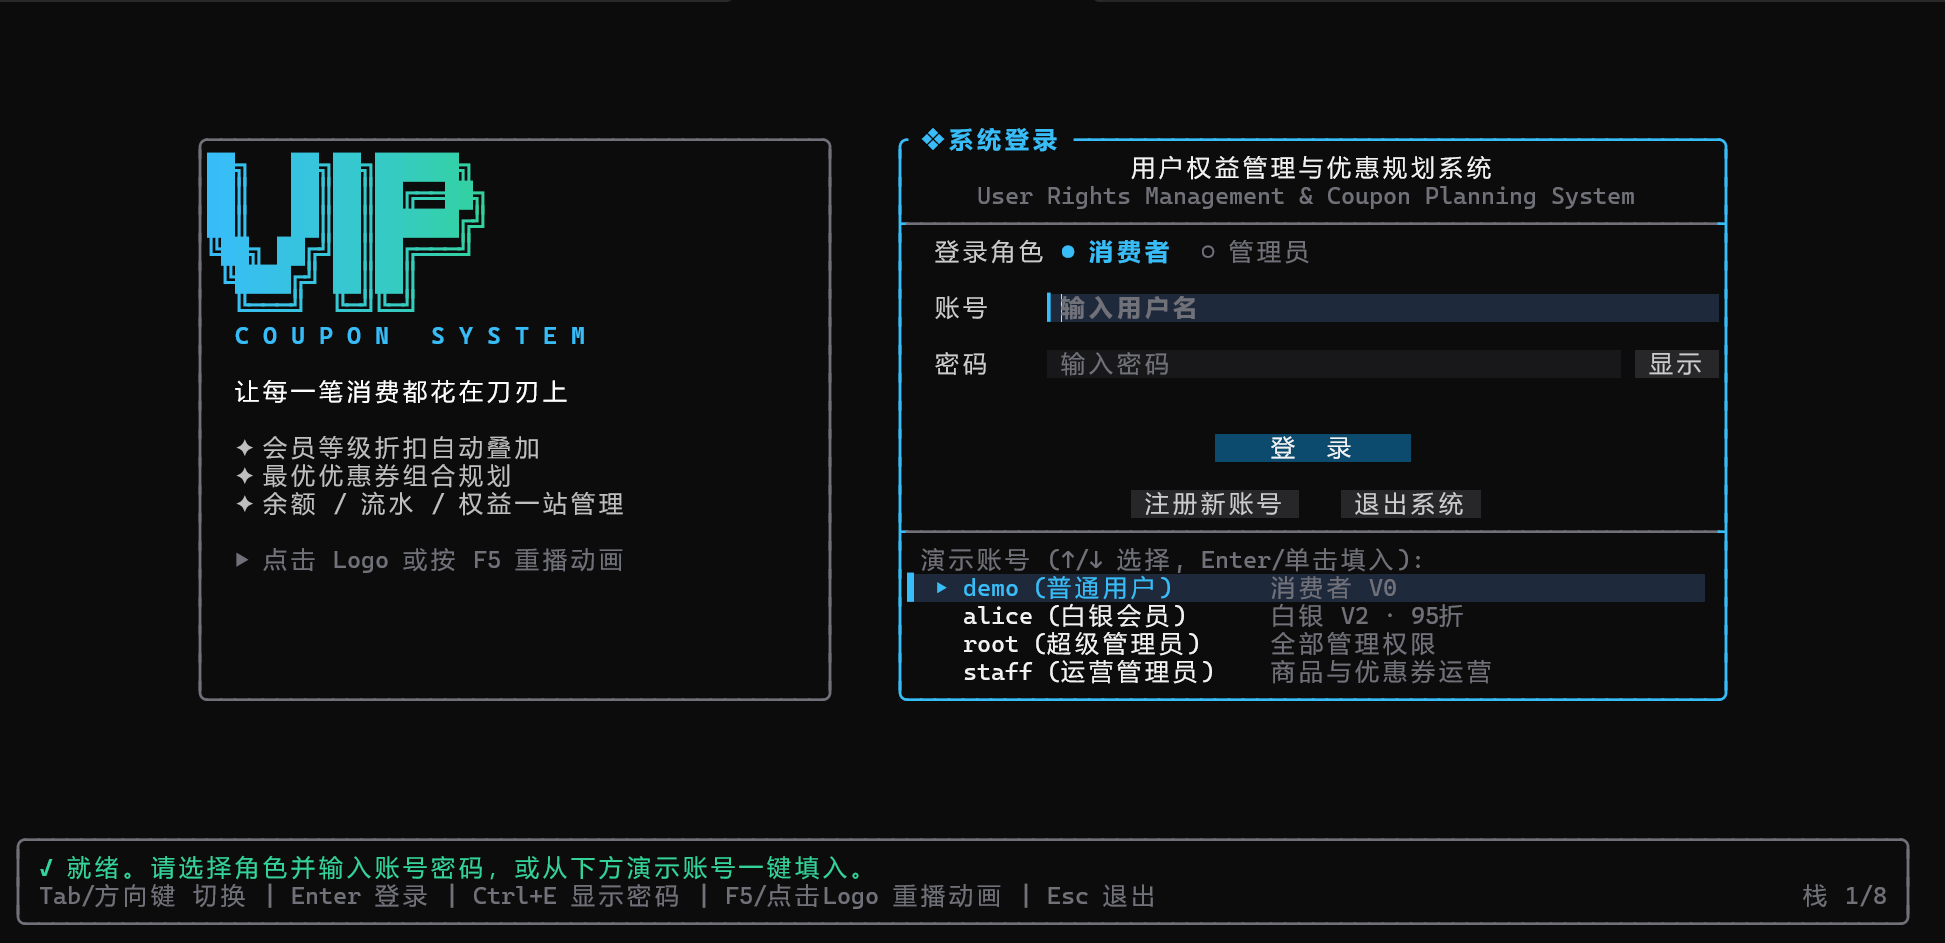 VIP
COUPON SYSTEM
让每一笔消费都花在刀刃上
✦ 会员等级折扣自动叠加
✦ 最优优惠券组合规划
✦ 余额 / 流水 / 权益一站管理
▶ 点击 Logo 或按 F5 重播动画
❖系统登录
用户权益管理与优惠规划系统
User Rights Management & Coupon Planning System
登录角色 ● 消费者 ○ 管理员
账号 输入用户名
密码 输入密码 显示
登 录
注册新账号 退出系统
演示账号 (↑/↓ 选择, Enter/单击填入):
▶ demo (普通用户) 消费者 V0
alice (白银会员) 白银 V2 · 95折
root (超级管理员) 全部管理权限
staff (运营管理员) 商品与优惠券运营
✓ 就绪。请选择角色并输入账号密码, 或从下方演示账号一键填入。
Tab/方向键 切换 | Enter 登录 | Ctrl+E 显示密码 | F5/点击Logo 重播动画 | Esc 退出 栈 1/8